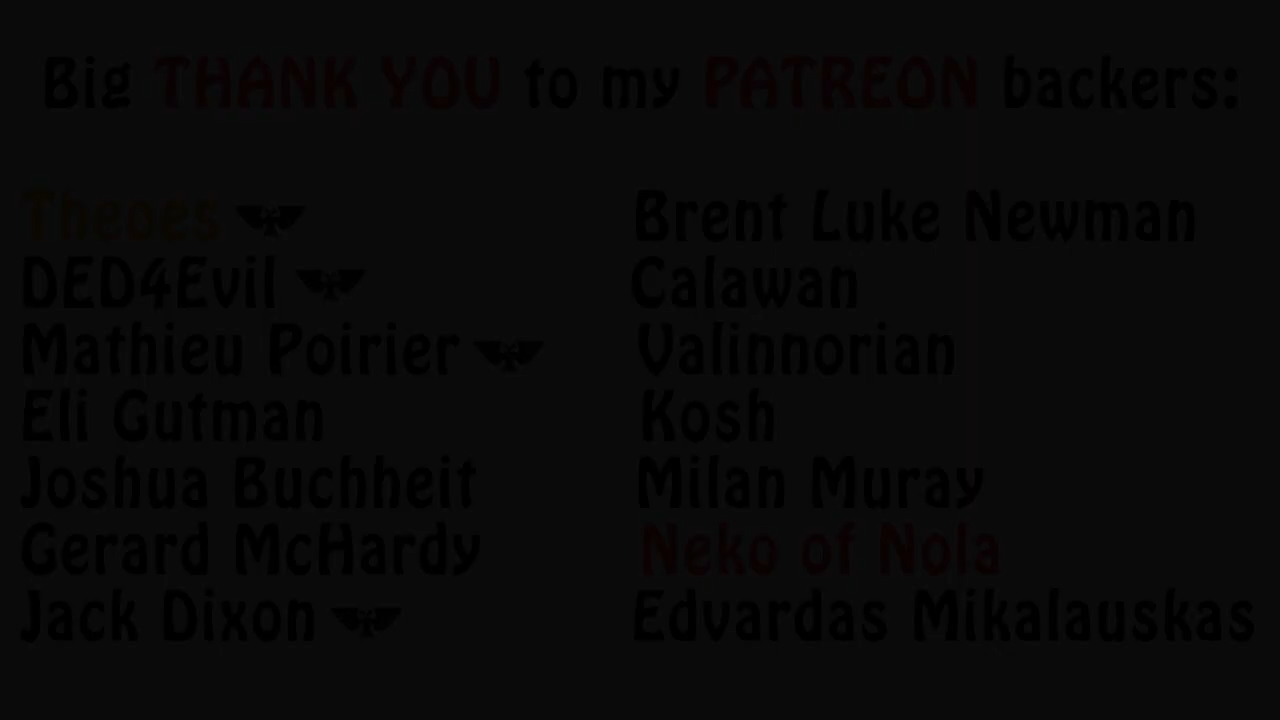 Big THANK YOU to my PATREON backers:
Theoes
DED4Evil
Mathieu Poirier
Eli Gutman
Joshua Buchheit
Gerard McHardy
Jack Dixon
Brent Luke Newman
Calawan
Valinnorian
Kosh
Milan Muray
Neko of Nola
Edvardas Mikalauskas